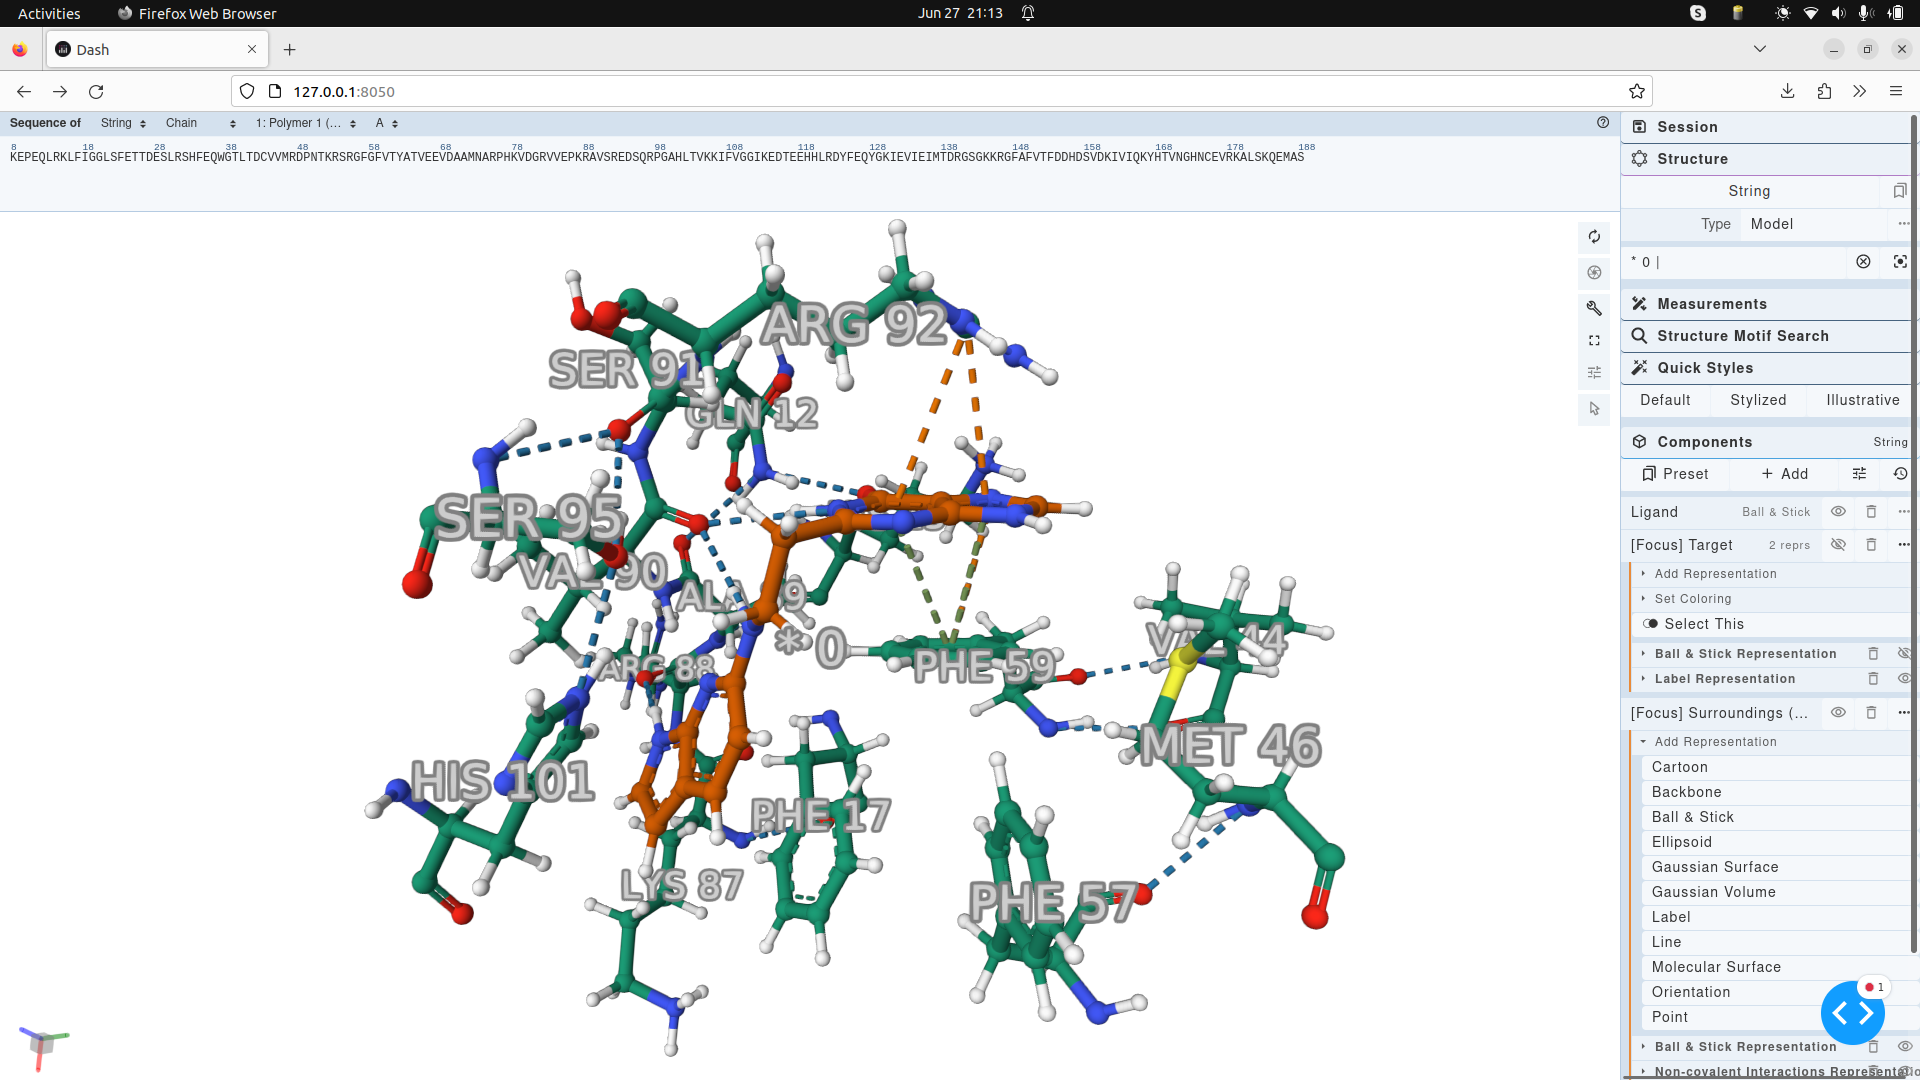 Activities Firefox Web Browser Jun 27 21:13
Dash
127.0.0.1:8050
Sequence of String Chain 1: Polymer 1 (... A
8 18 28 38 48 58 68 78 88 98 108 118 128 138 148 158 168 178 188
KEPEQLRKLFIGGLSFETTDESLRSHFEQWGTLTDCVVMRDPNTKRSRGFGFVTYATVEEVDAAMNARPHKVDGRVVEPKRAVSREDSQRPGAHLTVKKIFVGGIKEDTEEHHLRDYFEQYGKIEVIEIMTDRGSGKKRGFAFVTFDDHDSVDKIVIQKYHTVNGHNCEVRKALSKQEMAS
ARG 92
SER 91
GLN 12
SER 95
VAL 90
* 0
PHE 59
ARG 88
MET 46
HIS 101
PHE 17
LYS 87
PHE 57
Session
Structure
String
Type Model
* 0 |
Measurements
Structure Motif Search
Quick Styles
Default Stylized Illustrative
Components String
Preset + Add
Ligand Ball & Stick
[Focus] Target 2 reprs
Add Representation
Set Coloring
Select This
Ball & Stick Representation
Label Representation
[Focus] Surroundings (...
Add Representation
Cartoon
Backbone
Ball & Stick
Ellipsoid
Gaussian Surface
Gaussian Volume
Label
Line
Molecular Surface
Orientation
Point
1
Ball & Stick Representation
Non-covalent Interactions